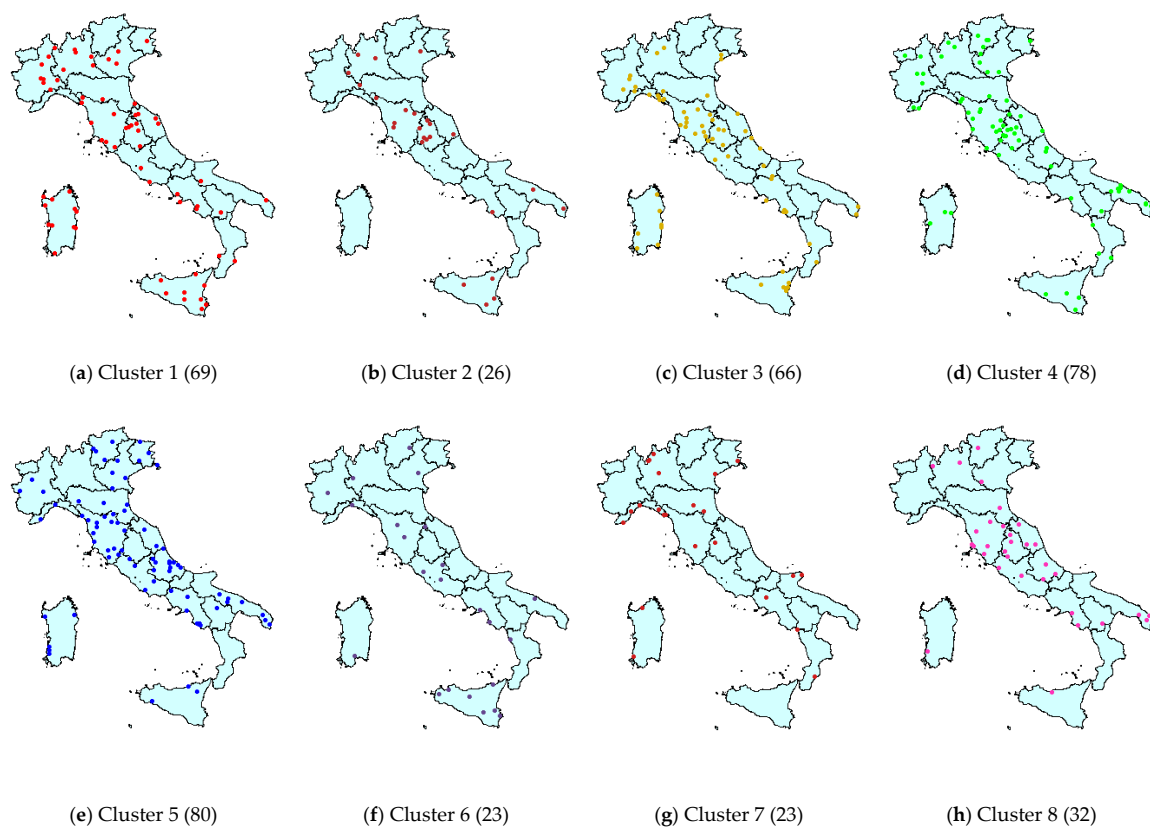 (a) Cluster 1 (69)
(b) Cluster 2 (26)
(c) Cluster 3 (66)
(d) Cluster 4 (78)
(e) Cluster 5 (80)
(f) Cluster 6 (23)
(g) Cluster 7 (23)
(h) Cluster 8 (32)